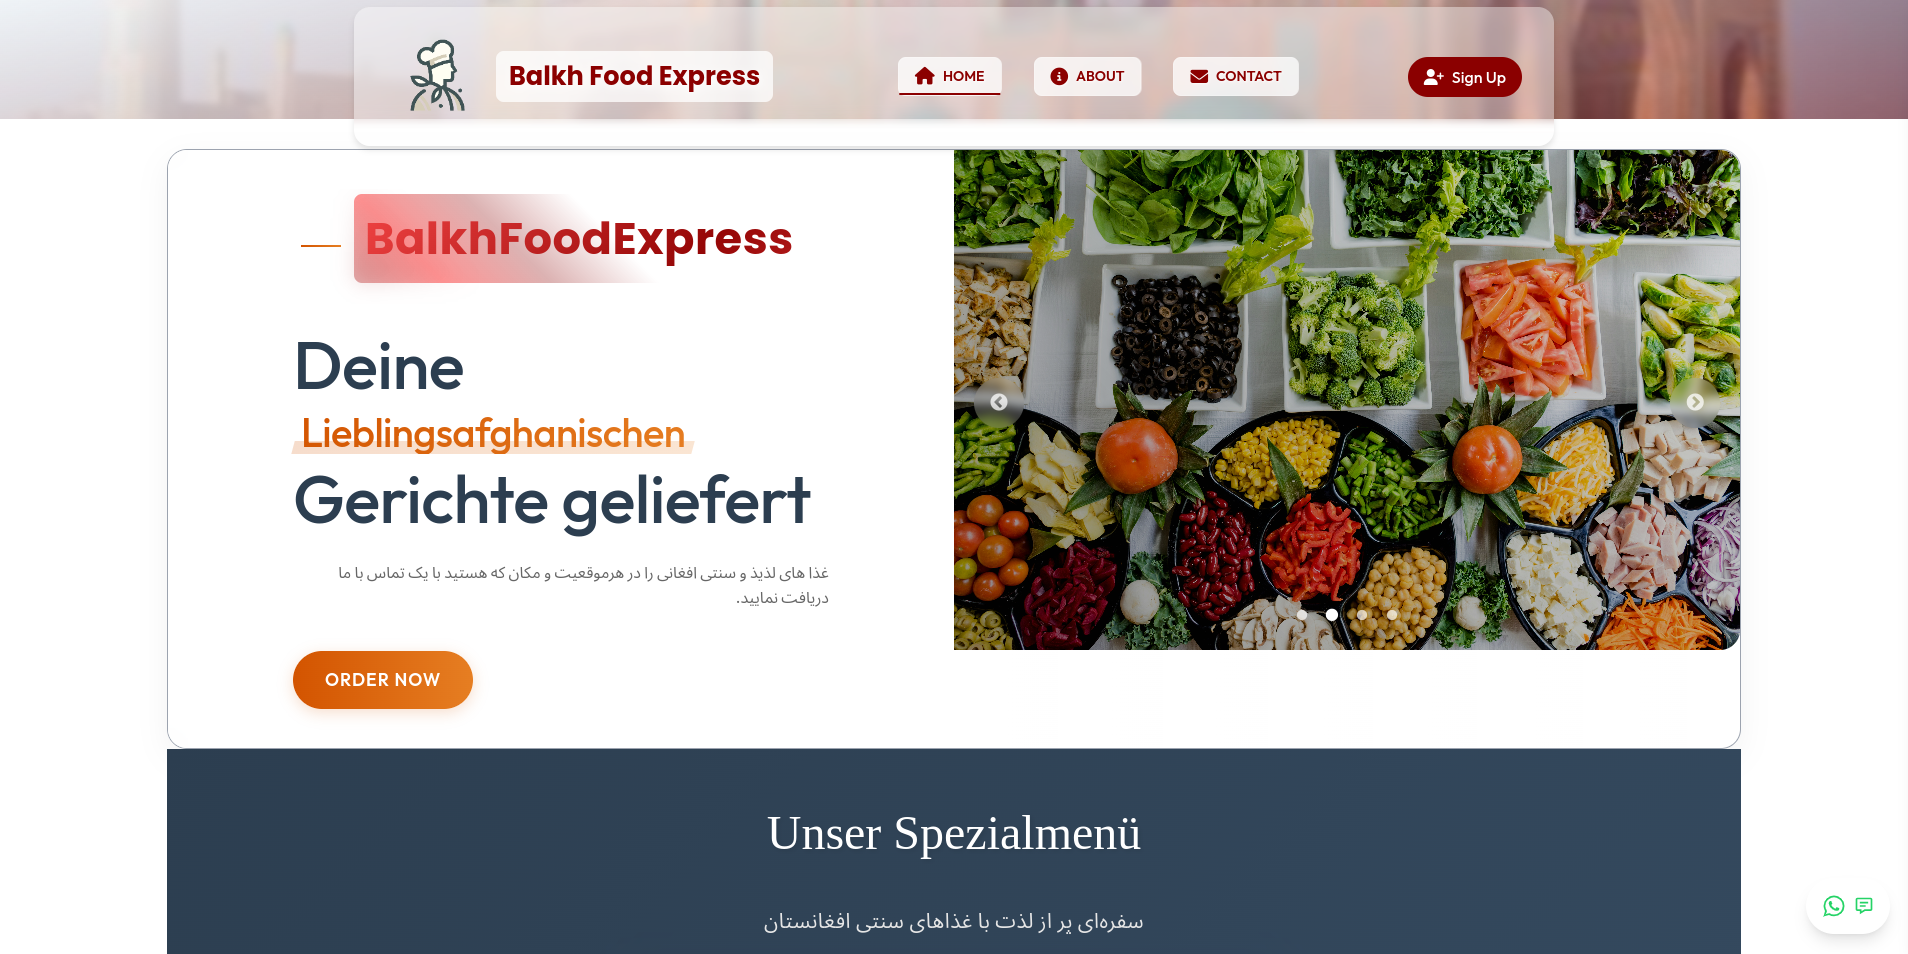 Balkh Food Express
HOME
ABOUT
CONTACT
Sign Up
BalkhFoodExpress
Deine
Lieblingsafghanischen
Gerichte geliefert
غذا های لذیذ و سنتی افغانی را در هرموقعیت و مکان که هستید با یک تماس با ما
دریافت نمایید.
ORDER NOW
Unser Spezialmenü
سفره‌ای پر از لذت با غذاهای سنتی افغانستان